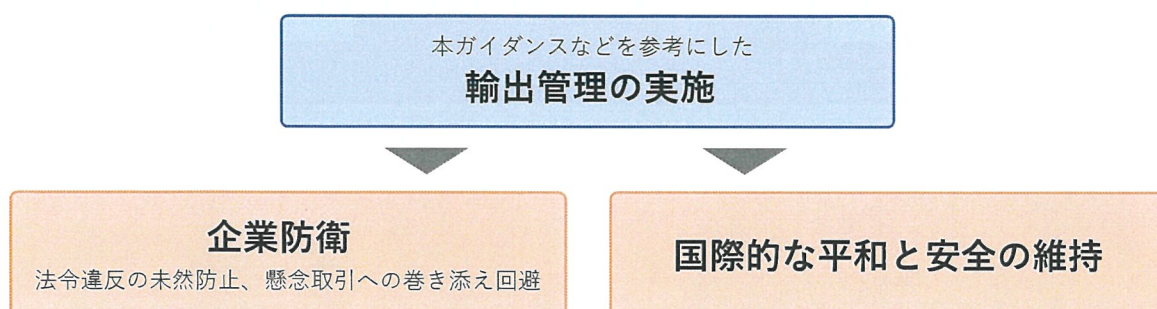 本ガイダンスなどを参考にした
輸出管理の実施
企業防衛
法令違反の未然防止、懸念取引への巻き添え回避
国際的な平和と安全の維持